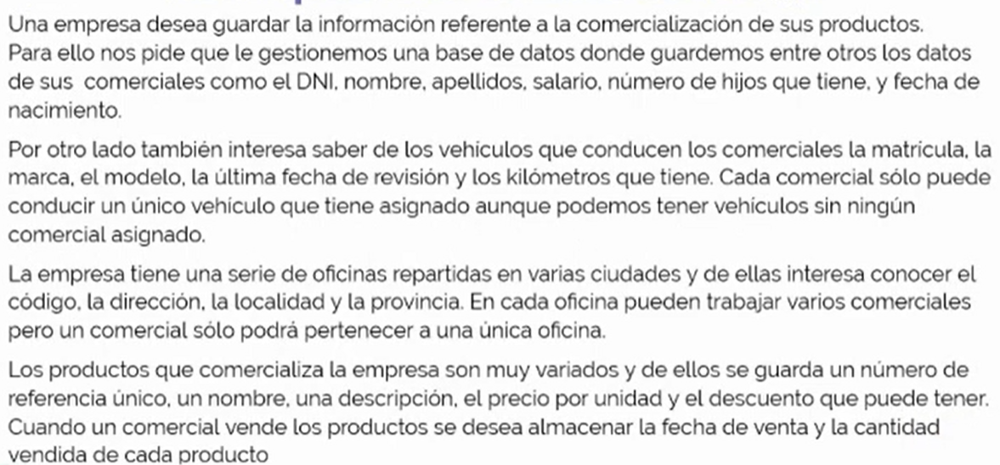 Una empresa desea guardar la información referente a la comercialización de sus productos.
Para ello nos pide que le gestionemos una base de datos donde guardemos entre otros los datos
de sus comerciales como el DNI, nombre, apellidos, salario, número de hijos que tiene, y fecha de
nacimiento.
Por otro lado también interesa saber de los vehículos que conducen los comerciales la matrícula, la
marca, el modelo, la última fecha de revisión y los kilómetros que tiene. Cada comercial sólo puede
conducir un único vehículo que tiene asignado aunque podemos tener vehículos sin ningún
comercial asignado.
La empresa tiene una serie de oficinas repartidas en varias ciudades y de ellas interesa conocer el
código, la dirección, la localidad y la provincia. En cada oficina pueden trabajar varios comerciales
pero un comercial sólo podrá pertenecer a una única oficina.
Los productos que comercializa la empresa son muy variados y de ellos se guarda un número de
referencia único, un nombre, una descripción, el precio por unidad y el descuento que puede tener.
Cuando un comercial vende los productos se desea almacenar la fecha de venta y la cantidad
vendida de cada producto